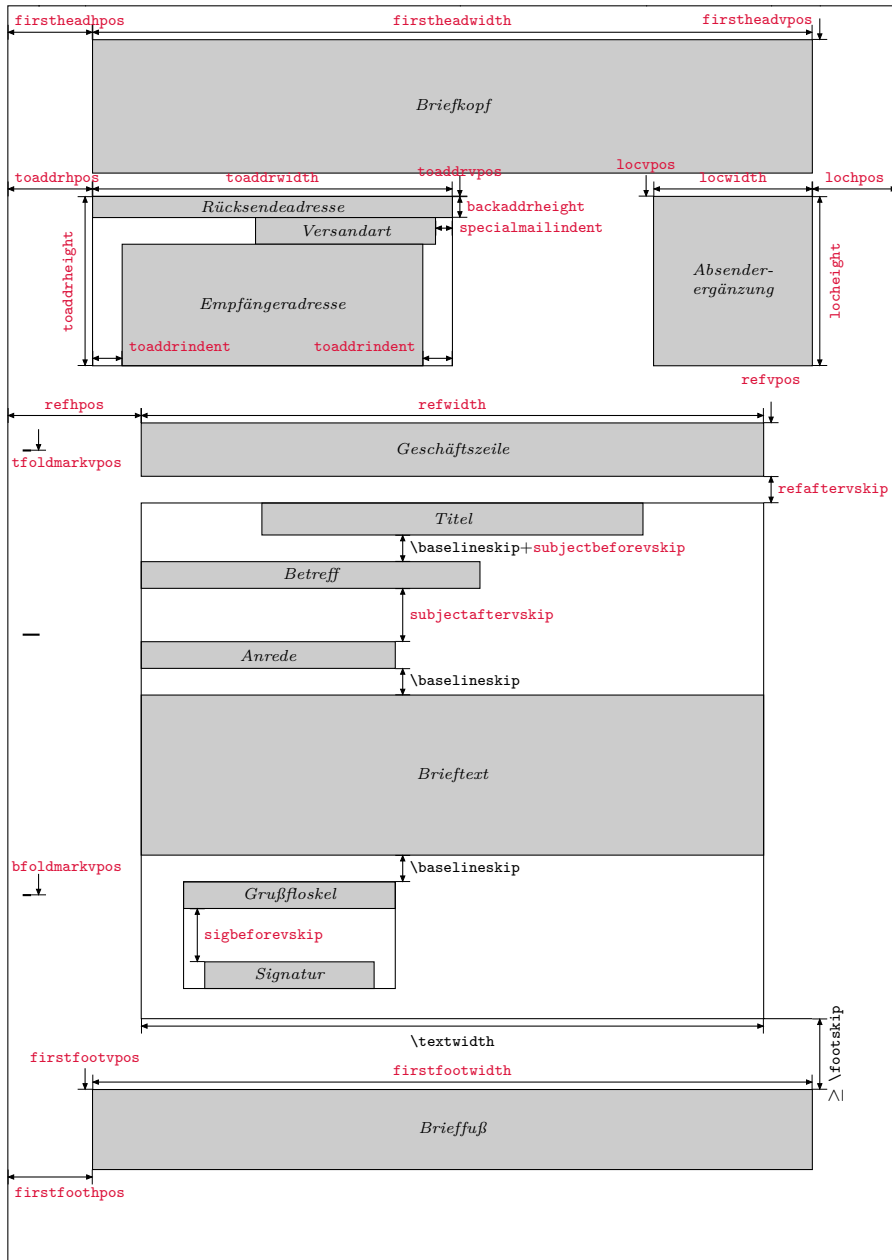 firstheadhpos firstheadwidth firstheadvpos
Briefkopf
toaddrhpos toaddrwidth toaddrvpos locvpos locwidth lochpos
Rücksendeadresse backaddrheight
Versandart specialmailindent
toaddrheight
Empfängeradresse
Absender-
ergänzung
locheight
toaddrindent toaddrindent
refvpos
refhpos refwidth
Geschäftszeile
tfoldmarkvpos
refaftervskip
Titel
\baselineskip+subjectbeforevskip
Betreff
subjectaftervskip
Anrede
\baselineskip
Brieftext
bfoldmarkvpos
\baselineskip
Grußfloskel
sigbeforevskip
Signatur
\textwidth
≥ \footskip
firstfootvpos
firstfootwidth
Brieffuß
firstfoothpos